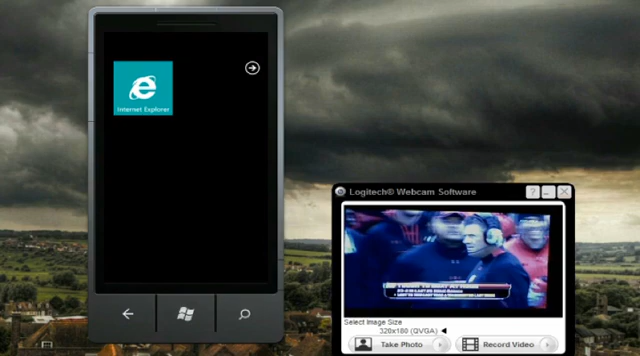 Internet Explorer
Logitech® Webcam Software
Select Image Size
320x180 (QVGA)
Take Photo
Record Video